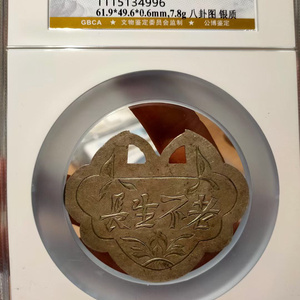 1115134996
61.9*49.6*0.6mm,7.8g 八卦图 银质
GBCA ★ 文物鉴定委员会监制 ★ 公博鉴定
長生不老